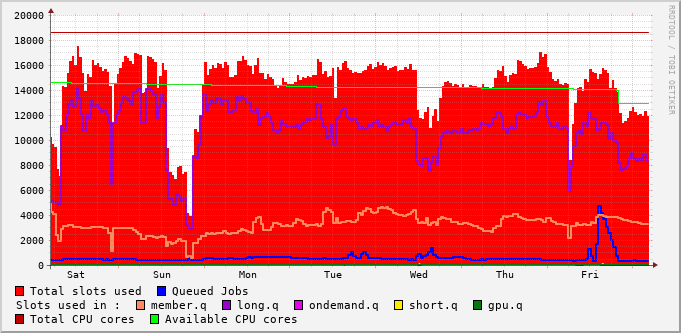 20000
18000
16000
14000
12000
10000
8000
6000
4000
2000
0
Sat Sun Mon Tue Wed Thu Fri
RRDTOOL / TOBI OETIKER
Total slots used Queued Jobs
Slots used in : member.q long.q ondemand.q short.q gpu.q
Total CPU cores Available CPU cores